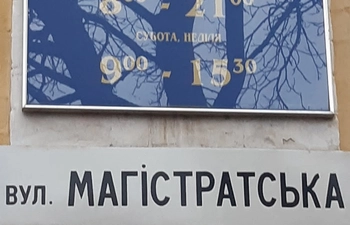 8⁰⁰ - 21⁰⁰
СУБОТА, НЕДІЛЯ
9⁰⁰ - 15³⁰
ВУЛ. МАГІСТРАТСЬКА